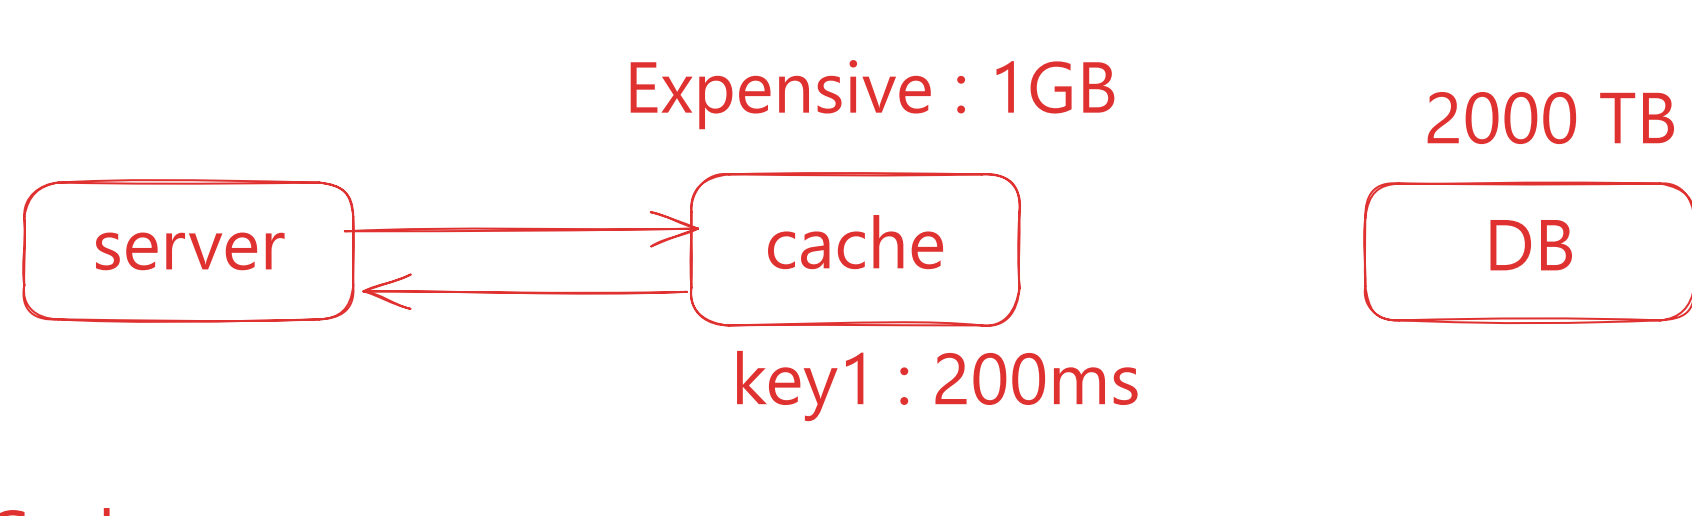 Expensive : 1GB
2000 TB
server
cache
DB
key1 : 200ms